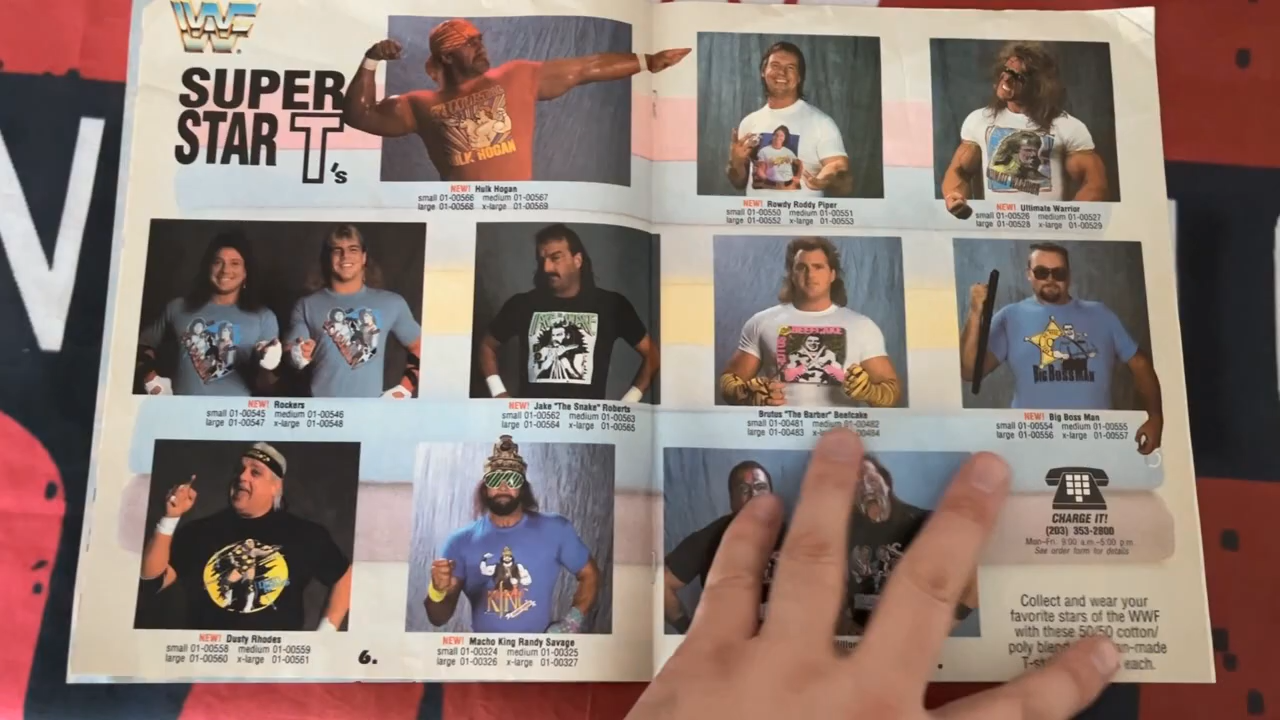 WWF
SUPER
STAR T's
HULK HOGAN
NEW! Hulk Hogan
small 01-00566 medium 01-00567
large 01-00568 x-large 01-00569
NEW! Rowdy Roddy Piper
small 01-00550 medium 01-00551
large 01-00552 x-large 01-00553
NEW! Ultimate Warrior
small 01-00526 medium 01-00527
large 01-00528 x-large 01-00529
NEW! Rockers
small 01-00545 medium 01-00546
large 01-00547 x-large 01-00548
NEW! Jake "The Snake" Roberts
small 01-00562 medium 01-00563
large 01-00564 x-large 01-00565
BEEFCAKE
Brutus "The Barber" Beefcake
small 01-00481 medium 01-00482
large 01-00483
BIG BOSS MAN
NEW! Big Boss Man
small 01-00554 medium 01-00555
large 01-00556 x-large 01-00557
NEW! Dusty Rhodes
small 01-00558 medium 01-00559
large 01-00560 x-large 01-00561
KING
NEW! Macho King Randy Savage
small 01-00324 medium 01-00325
large 01-00326 x-large 01-00327
CHARGE IT!
(203) 353-2800
Mon-Fri. 9:00 a.m.-5:00 p.m.
See order form for details
Collect and wear your
favorite stars of the WWF
with these 50/50 cotton/
poly
each.
6.